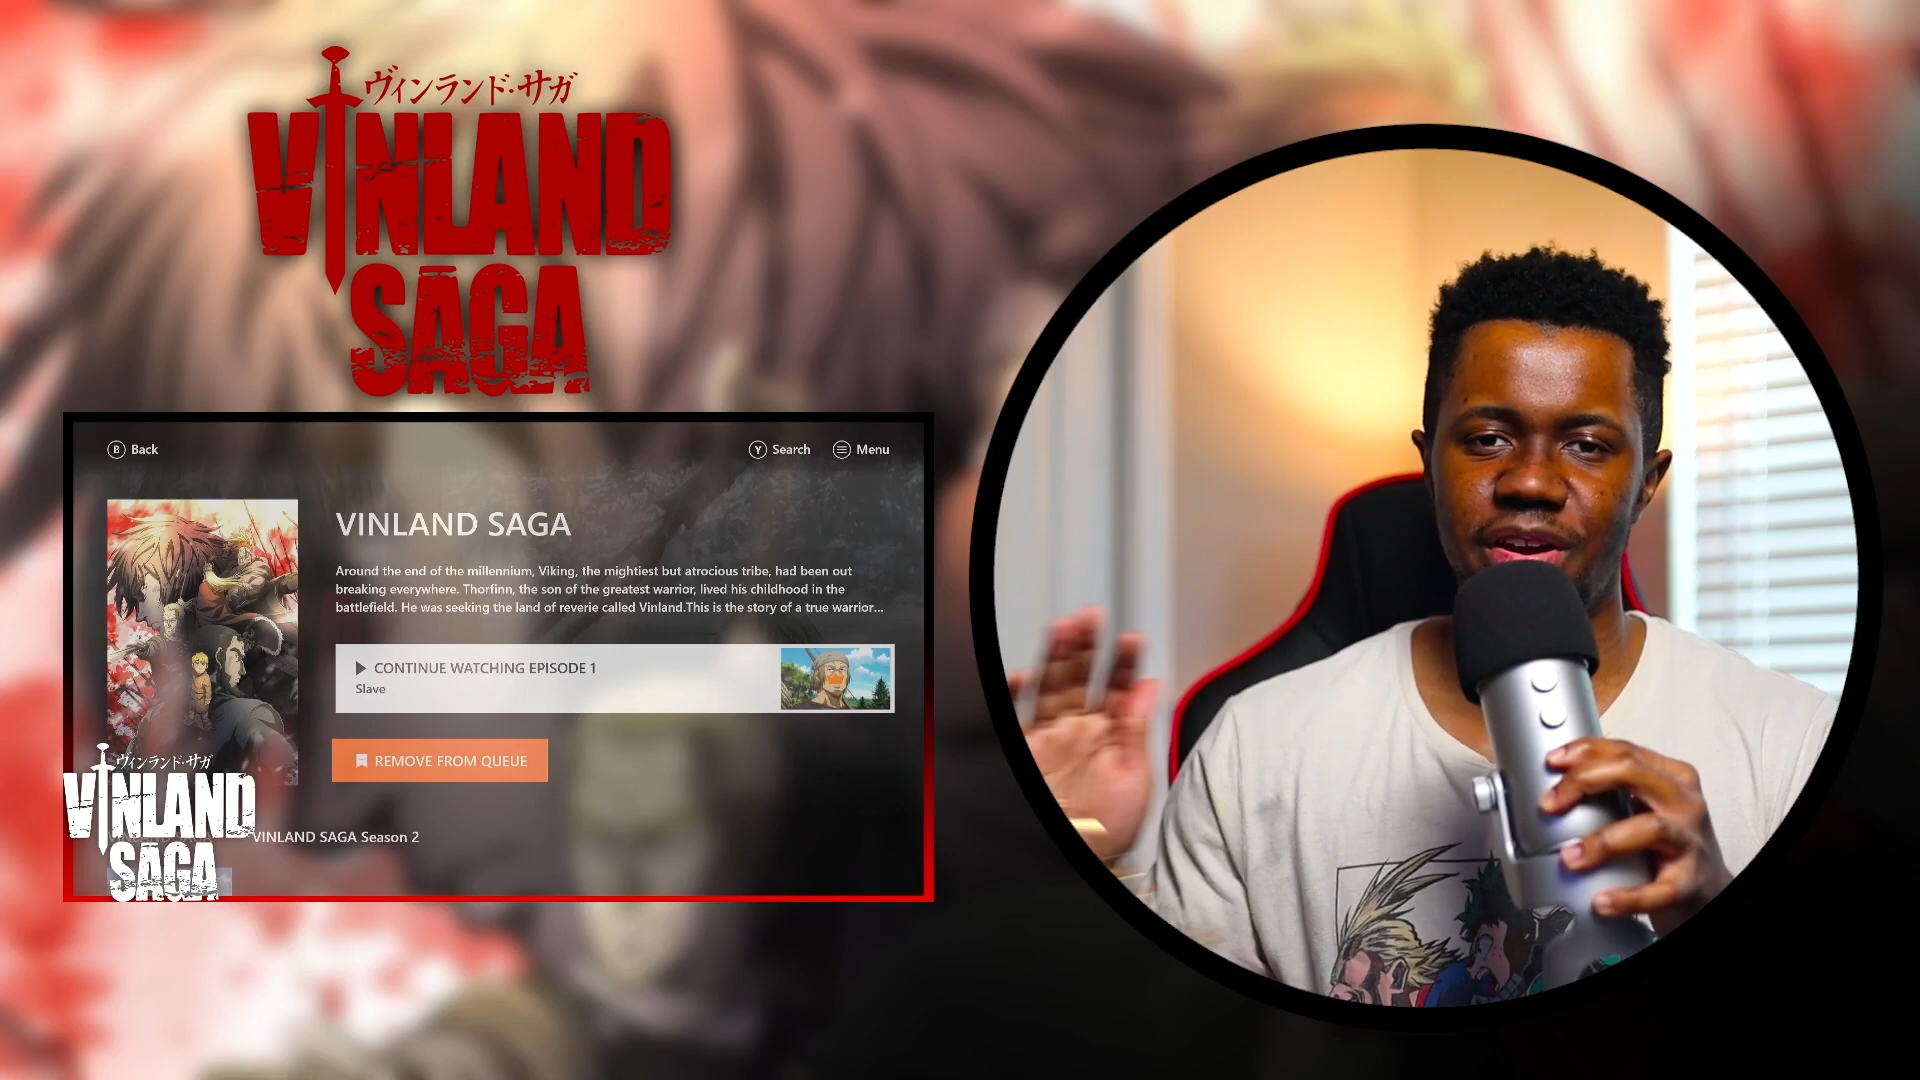 ヴィンランド・サガ
VINLAND
SAGA
B Back
Y Search
Menu
VINLAND SAGA
Around the end of the millennium, Viking, the mightiest but atrocious tribe, had been out
breaking everywhere. Thorfinn, the son of the greatest warrior, lived his childhood in the
battlefield. He was seeking the land of reverie called Vinland.This is the story of a true warrior...
CONTINUE WATCHING EPISODE 1
Slave
REMOVE FROM QUEUE
ヴィンランド・サガ
VINLAND
SAGA
VINLAND SAGA Season 2